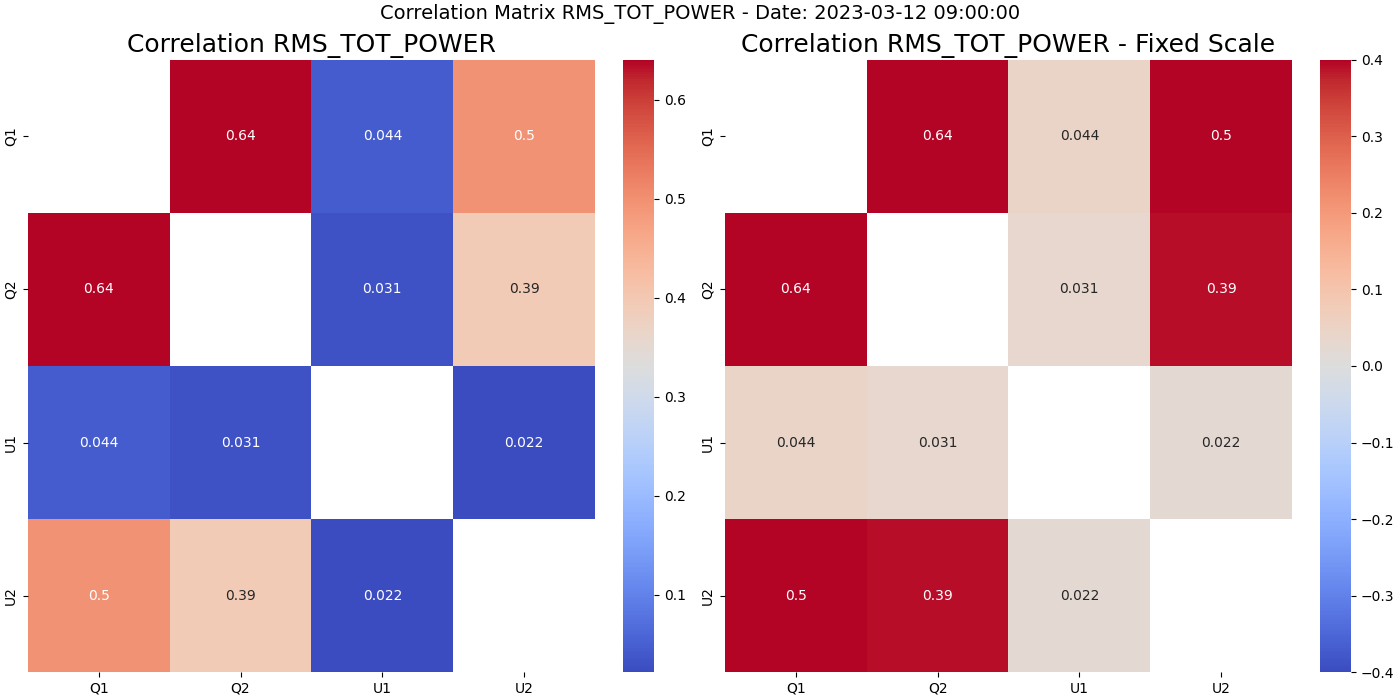 Correlation Matrix RMS_TOT_POWER - Date: 2023-03-12 09:00:00
Correlation RMS_TOT_POWER
Q1
0.64
0.044
0.5
Q2
0.64
0.031
0.39
U1
0.044
0.031
0.022
U2
0.5
0.39
0.022
Q1
Q2
U1
U2
0.6
0.5
0.4
0.3
0.2
0.1
Correlation RMS_TOT_POWER - Fixed Scale
Q1
0.64
0.044
0.5
Q2
0.64
0.031
0.39
U1
0.044
0.031
0.022
U2
0.5
0.39
0.022
Q1
Q2
U1
U2
0.4
0.3
0.2
0.1
0.0
−0.1
−0.2
−0.3
−0.4